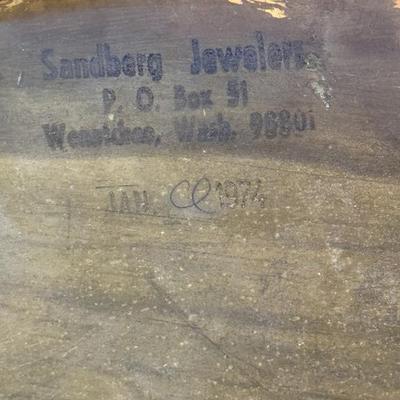 Sandberg Jewelers
P. O. Box 51
Wenatchee, Wash. 98801
JAN. 1974